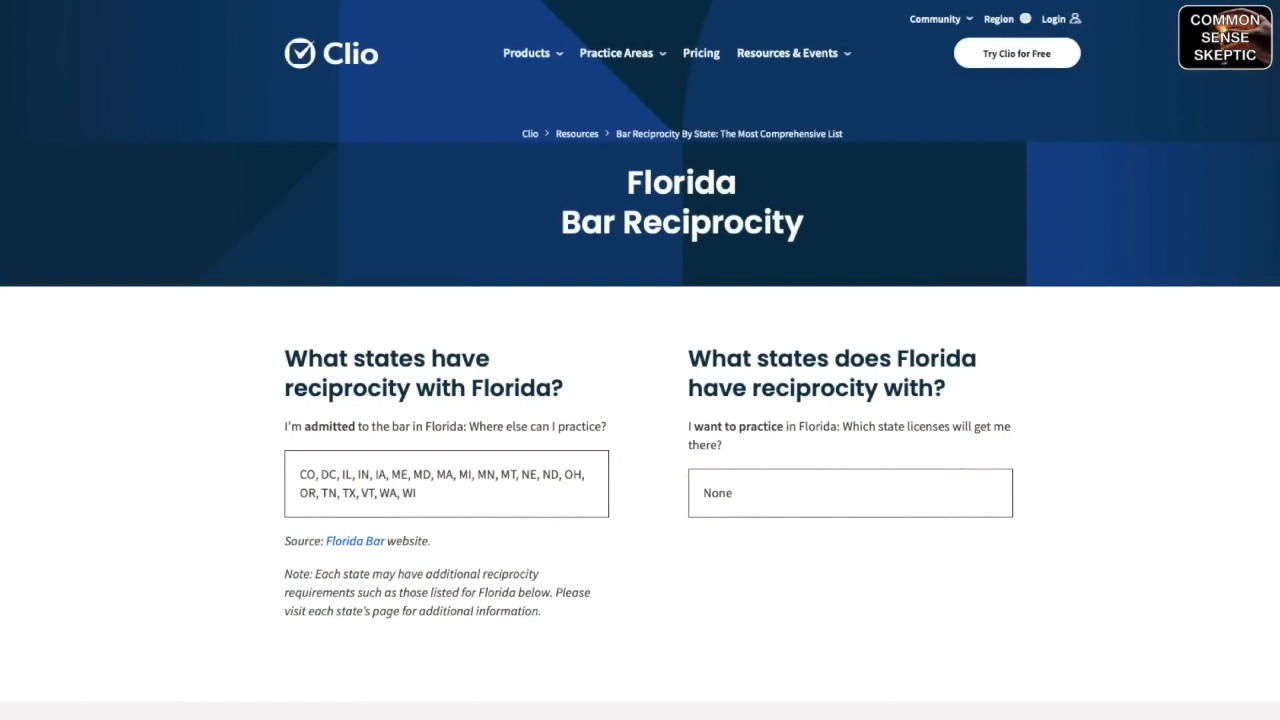 Community
Region
Login
COMMON
SENSE
SKEPTIC
Clio
Products
Practice Areas
Pricing
Resources & Events
Try Clio for Free
Clio > Resources > Bar Reciprocity By State: The Most Comprehensive List
Florida
Bar Reciprocity
What states have
reciprocity with Florida?
I'm admitted to the bar in Florida: Where else can I practice?
CO, DC, IL, IN, IA, ME, MD, MA, MI, MN, MT, NE, ND, OH,
OR, TN, TX, VT, WA, WI
Source: Florida Bar website.
Note: Each state may have additional reciprocity
requirements such as those listed for Florida below. Please
visit each state's page for additional information.
What states does Florida
have reciprocity with?
I want to practice in Florida: Which state licenses will get me
there?
None